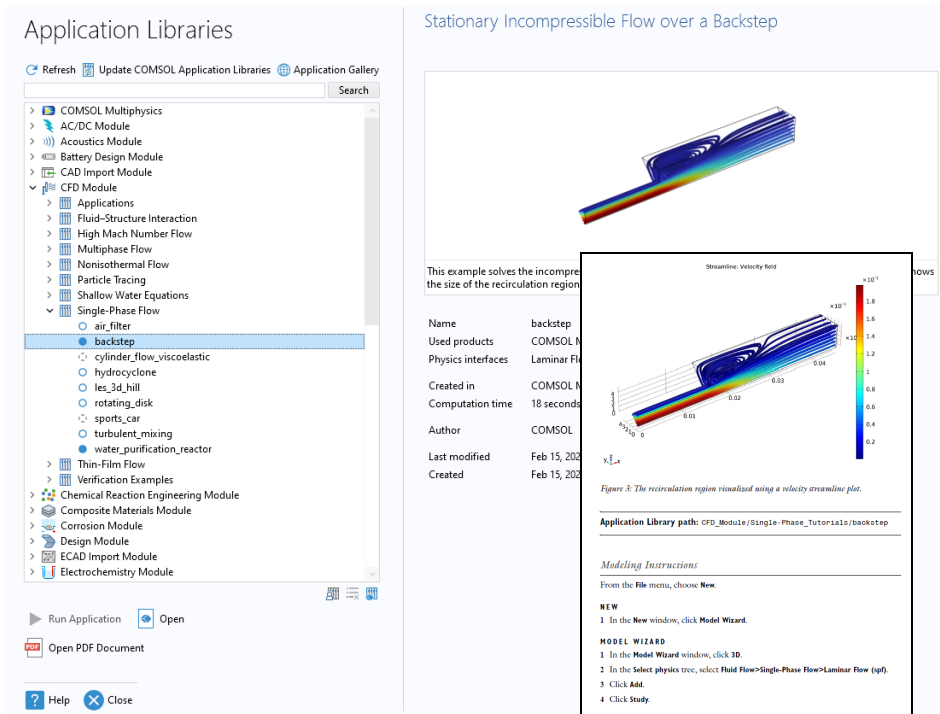 Application Libraries
Refresh Update COMSOL Application Libraries Application Gallery
Search
COMSOL Multiphysics
AC/DC Module
Acoustics Module
Battery Design Module
CAD Import Module
CFD Module
Applications
Fluid–Structure Interaction
High Mach Number Flow
Multiphase Flow
Nonisothermal Flow
Particle Tracing
Shallow Water Equations
Single-Phase Flow
air_filter
backstep
cylinder_flow_viscoelastic
hydrocyclone
les_3d_hill
rotating_disk
sports_car
turbulent_mixing
water_purification_reactor
Thin-Film Flow
Verification Examples
Chemical Reaction Engineering Module
Composite Materials Module
Corrosion Module
Design Module
ECAD Import Module
Electrochemistry Module
Run Application Open
PDF Open PDF Document
? Help Close
Stationary Incompressible Flow over a Backstep
This example solves the incompre
hows
the size of the recirculation region
Name backstep
Used products COMSOL M
Physics interfaces Laminar Fl
Created in COMSOL M
Computation time 18 seconds
Author COMSOL
Last modified Feb 15, 202
Created Feb 15, 202
Streamline: Velocity field
×10⁻²
1.8
×10⁻³
1.6
×10
1.4
1.2
1
0.8
0.6
0.4
0.2
0.04
0.03
0.02
0.01
0
y z x
Figure 3: The recirculation region visualized using a velocity streamline plot.
Application Library path: CFD_Module/Single-Phase_Tutorials/backstep
Modeling Instructions
From the File menu, choose New.
NEW
1 In the New window, click Model Wizard.
MODEL WIZARD
1 In the Model Wizard window, click 3D.
2 In the Select physics tree, select Fluid Flow>Single-Phase Flow>Laminar Flow (spf).
3 Click Add.
4 Click Study.